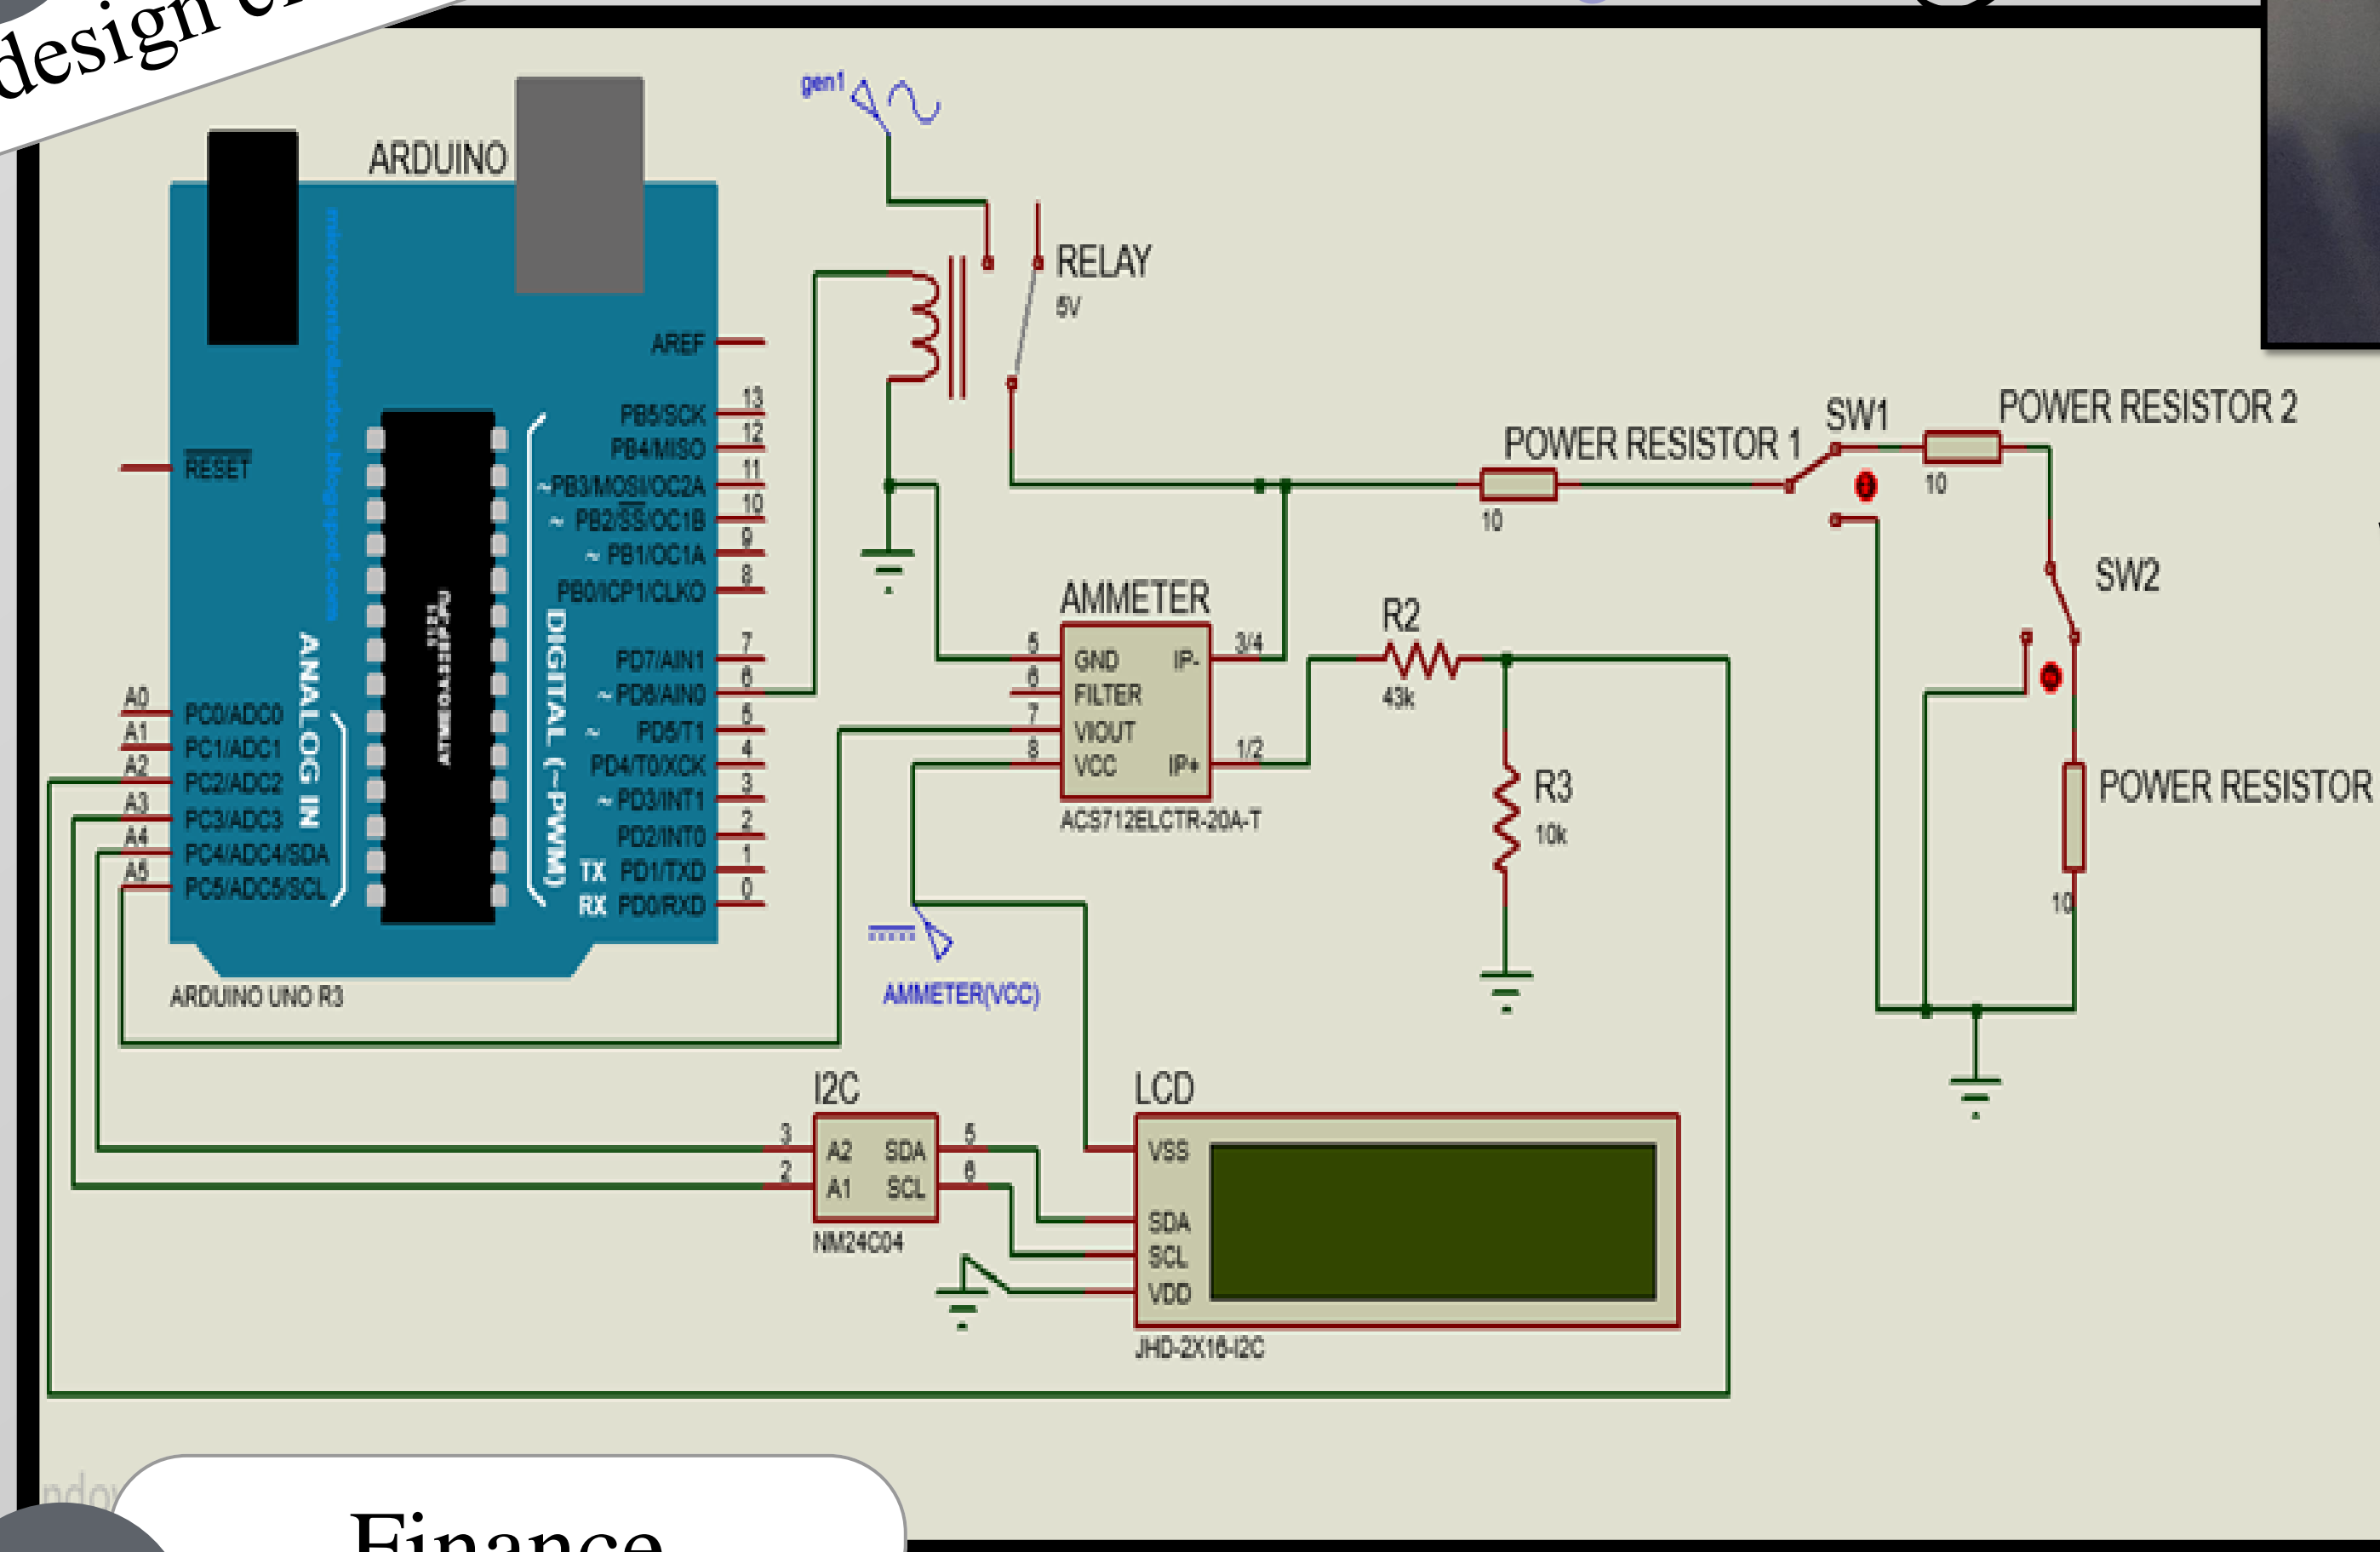 design
gen1
ARDUINO
microcontrolandos.blogspot.com
RELAY
5V
AREF
13
PB5/SCK
12
PB4/MISO
11
~PB3/MOSI/OC2A
10
~ PB2/SS/OC1B
9
~ PB1/OC1A
8
PB0/ICP1/CLKO
7
PD7/AIN1
6
~ PD6/AIN0
5
~ PD5/T1
4
PD4/T0/XCK
3
~ PD3/INT1
2
PD2/INT0
1
TX PD1/TXD
0
RX PD0/RXD
DIGITAL (~PWM)
RESET
ANALOG IN
A0
PC0/ADC0
A1
PC1/ADC1
A2
PC2/ADC2
A3
PC3/ADC3
A4
PC4/ADC4/SDA
A5
PC5/ADC5/SCL
ARDUINO UNO R3
POWER RESISTOR 1
10
SW1
POWER RESISTOR 2
10
SW2
POWER RESISTOR
10
AMMETER
5 GND IP- 3/4
6 FILTER
7 VIOUT
8 VCC IP+ 1/2
ACS712ELCTR-20A-T
R2
43k
R3
10k
AMMETER(VCC)
I2C
3 A2 SDA 5
2 A1 SCL 6
NM24C04
LCD
VSS
SDA
SCL
VDD
JHD-2X16-I2C
Finance